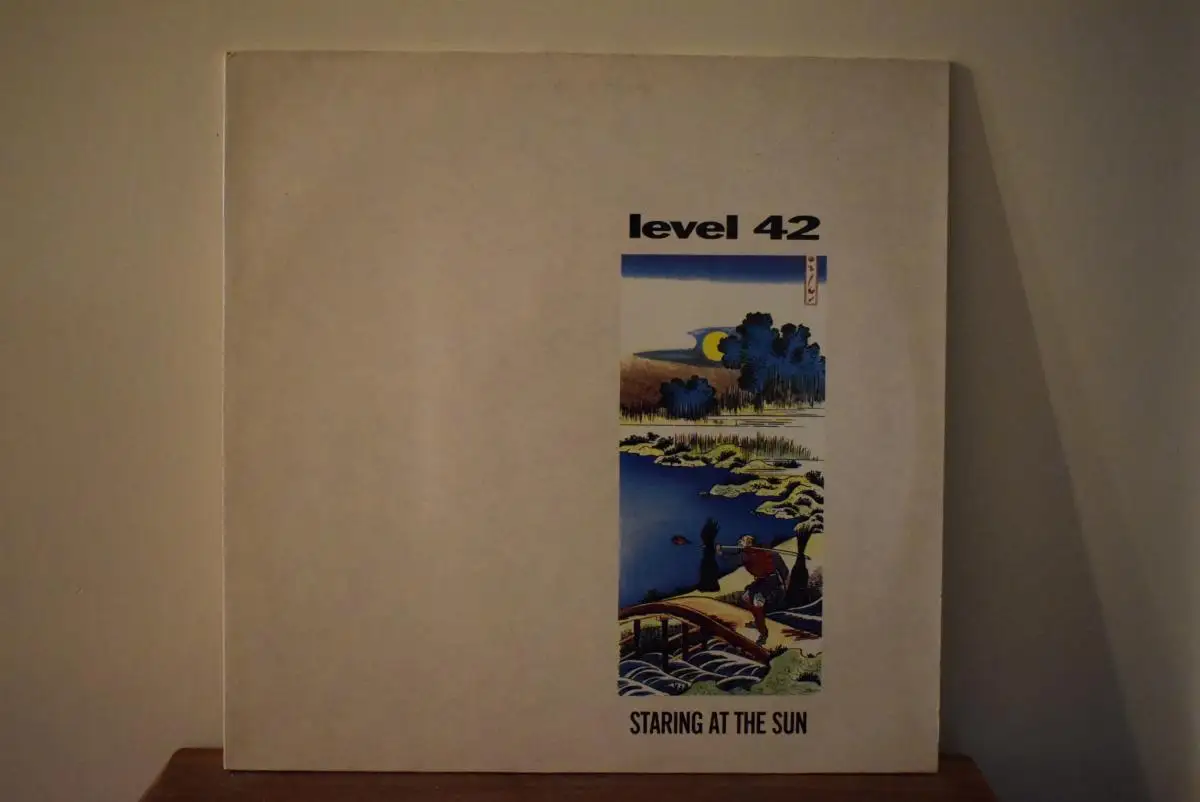 level 42
STARING AT THE SUN